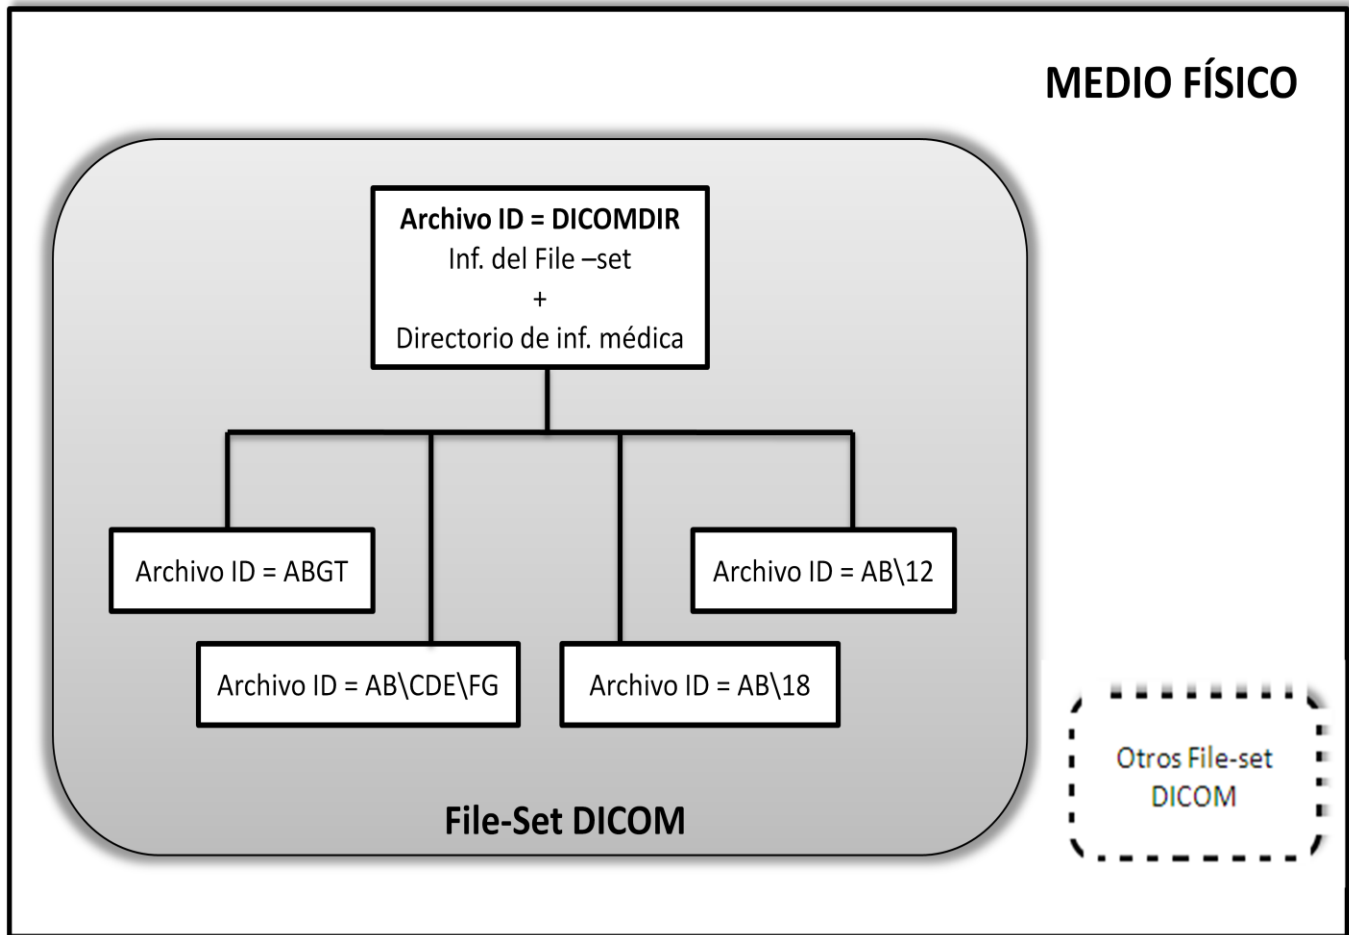 MEDIO FÍSICO
Archivo ID = DICOMDIR
Inf. del File –set
+
Directorio de inf. médica
Archivo ID = ABGT
Archivo ID = AB\12
Archivo ID = AB\CDE\FG
Archivo ID = AB\18
Otros File-set
DICOM
File-Set DICOM